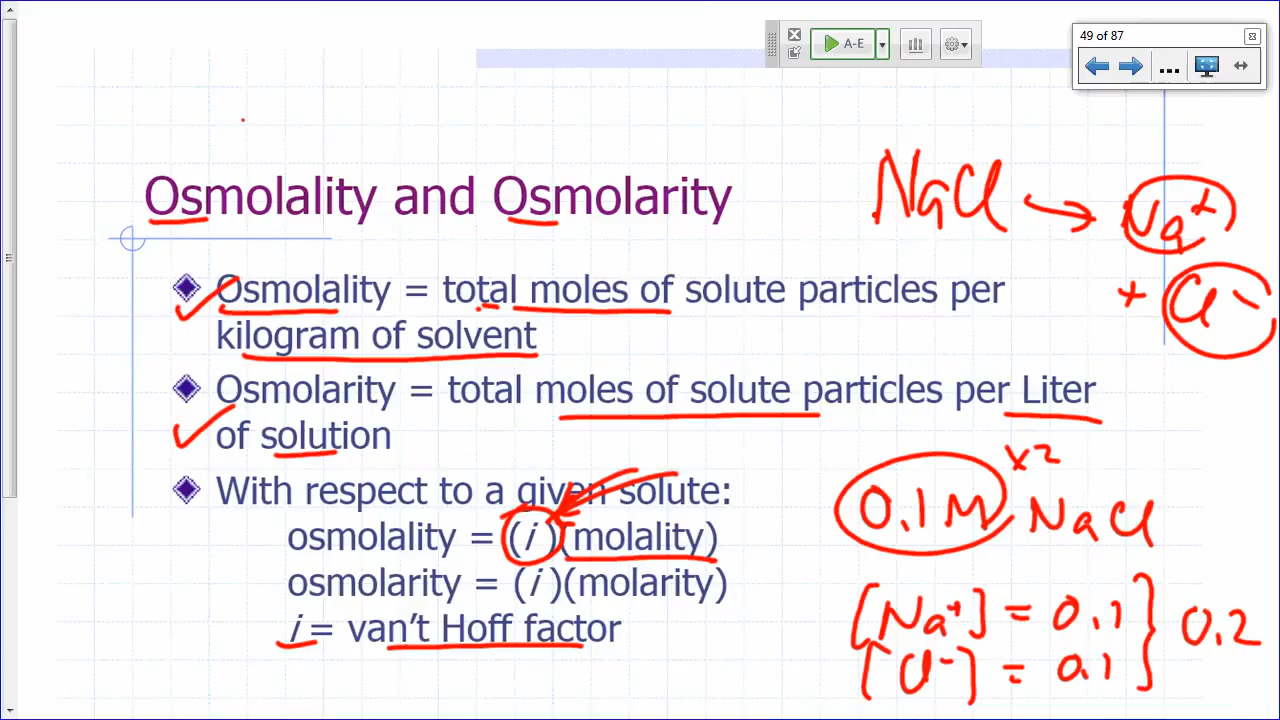 A-E
49 of 87
...
Osmolality and Osmolarity
NaCl → Na⁺
+ Cl⁻
Osmolality = total moles of solute particles per
kilogram of solvent
Osmolarity = total moles of solute particles per Liter
of solution
With respect to a given solute:
osmolality = (i)(molality)
osmolarity = (i)(molarity)
i = van't Hoff factor
x2
0.1M NaCl
[Na⁺] = 0.1 } 0.2
[Cl⁻] = 0.1